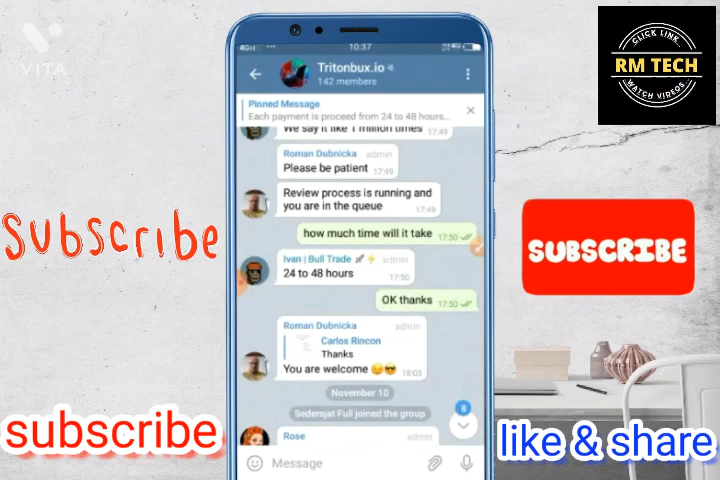 VITA
CLICK LINK..
RM TECH
WATCH VIDEOS
10:37
Tritonbux.io
142 members
Pinned Message
Each payment is proceed from 24 to 48 hours...
We say it like 1 million times 17:49
Roman Dubnicka admin
Please be patient 17:49
Review process is running and
you are in the queue 17:49
how much time will it take 17:50
Ivan | Bull Trade 🚀⚡ admin
24 to 48 hours 17:50
OK thanks 17:50
Roman Dubnicka admin
Carlos Rincon
Thanks
You are welcome 😉😎 18:03
November 10
Sederajat Full joined the group
8
Rose admin
Message
Subscribe
SUBSCRIBE
subscribe
like & share